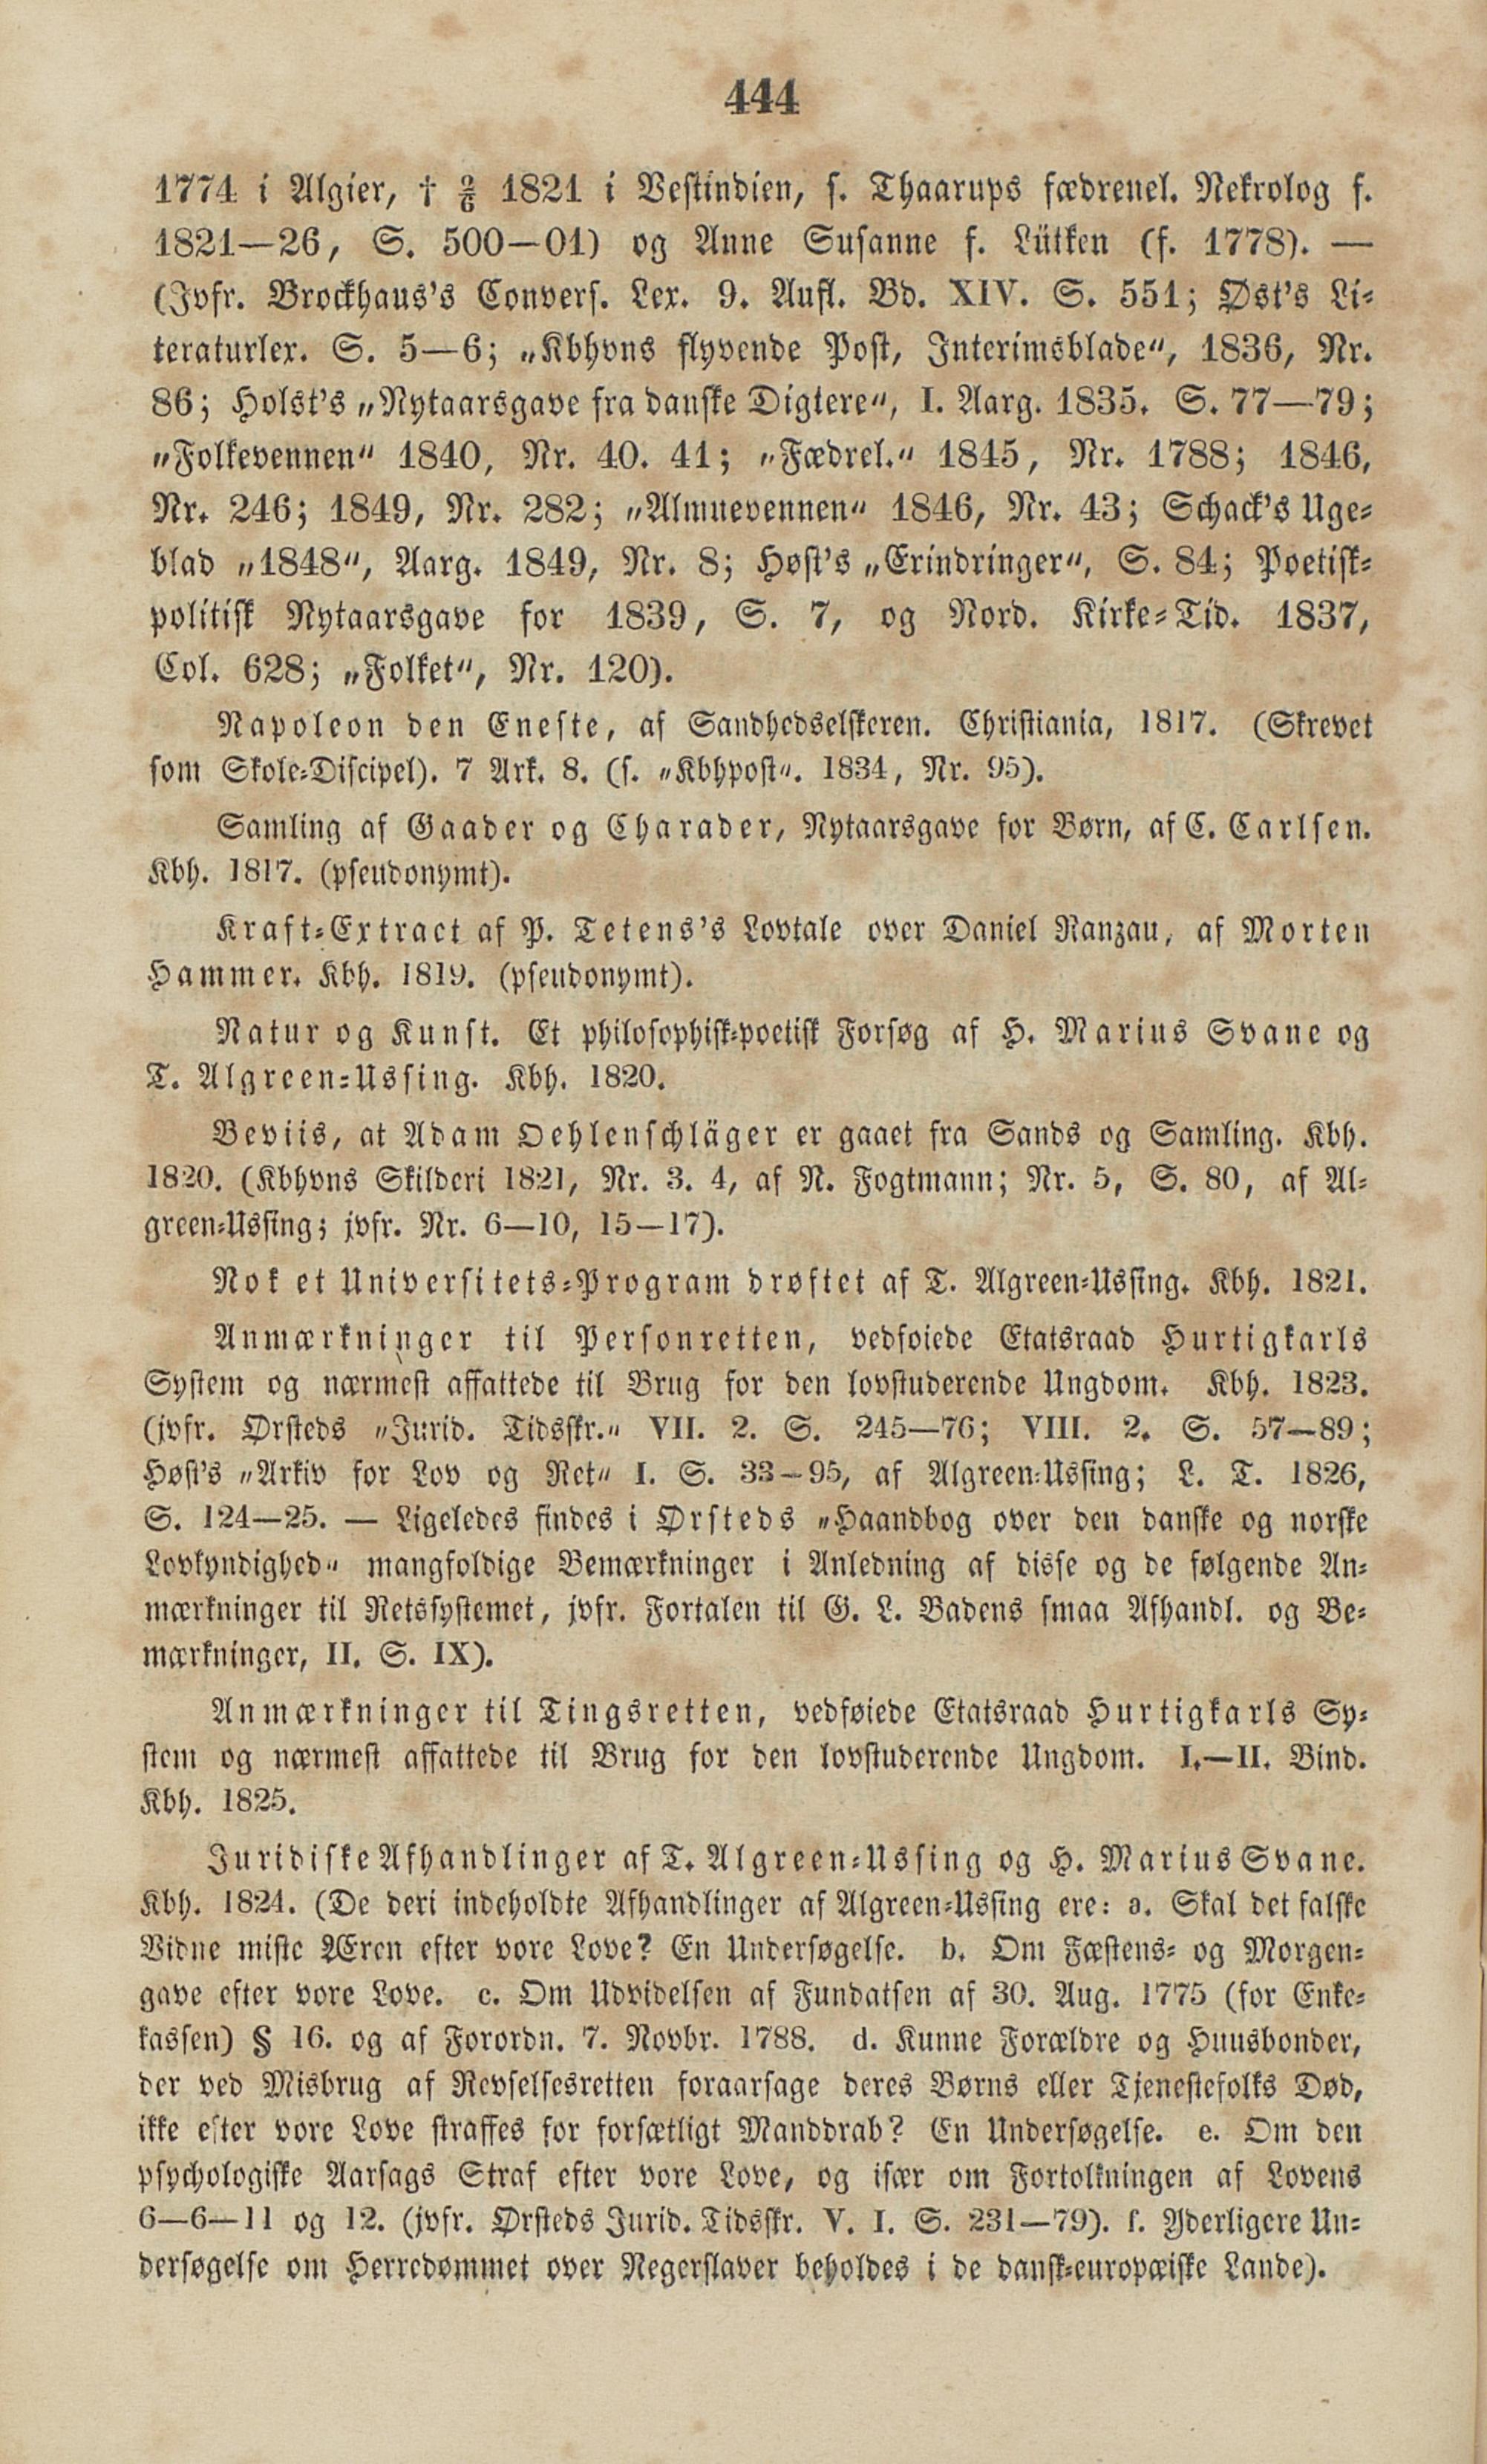 444
1774 i Algier, † 2/6 1821 i Vestindien, s. Thaarups fædrenel. Nekrolog f.
1821—26, S. 500—01) og Anne Susanne f. Lütken (f. 1778). —
(Jvfr. Brockhaus's Convers. Lex. 9. Aufl. Bd. XIV. S. 551; Øst's Li-
teraturlex. S. 5—6; „Kbhvns flyvende Post, Interimsblade“, 1836, Nr.
86; Holst's „Nytaarsgave fra danske Digtere“, I. Aarg. 1835. S. 77—79;
„Folkevennen“ 1840, Nr. 40. 41; „Fædrel.“ 1845, Nr. 1788; 1846,
Nr. 246; 1849, Nr. 282; „Almuevennen“ 1846, Nr. 43; Schack's Uge-
blad „1848“, Aarg. 1849, Nr. 8; Høst's „Erindringer“, S. 84; Poetisk-
politisk Nytaarsgave for 1839, S. 7, og Nord. Kirke-Tid. 1837,
Col. 628; „Folket“, Nr. 120).
Napoleon den Eneste, af Sandhedselskeren. Christiania, 1817. (Skrevet
som Skole-Discipel). 7 Ark. 8. (s. „Kbhpost“. 1834, Nr. 95).
Samling af Gaader og Charader, Nytaarsgave for Børn, af C. Carlsen.
Kbh. 1817. (pseudonymt).
Kraft-Extract af P. Tetens's Lovtale over Daniel Ranzau, af Morten
Hammer. Kbh. 1819. (pseudonymt).
Natur og Kunst. Et philosophisk-poetisk Forsøg af H. Marius Svane og
T. Algreen-Ussing. Kbh. 1820.
Beviis, at Adam Oehlenschläger er gaaet fra Sands og Samling. Kbh.
1820. (Kbhvns Skilderi 1821, Nr. 3. 4, af N. Fogtmann; Nr. 5, S. 80, af Al-
green-Ussing; jvfr. Nr. 6—10, 15—17).
Nok et Universitets-Program drøftet af T. Algreen-Ussing. Kbh. 1821.
Anmærkninger til Personretten, vedfoiede Etatsraad Hurtigkarls
System og nærmest affattede til Brug for den lovstuderende Ungdom. Kbh. 1823.
(jvfr. Ørsteds „Jurid. Tidsskr.“ VII. 2. S. 245—76; VIII. 2. S. 57—89;
Høst's „Arkiv for Lov og Ret“ I. S. 33—95, af Algreen-Ussing; L. T. 1826,
S. 124—25. — Ligeledes findes i Ørsteds „Haandbog over den danske og norske
Lovkyndighed“ mangfoldige Bemærkninger i Anledning af disse og de følgende An-
mærkninger til Retssystemet, jvfr. Fortalen til G. L. Badens smaa Afhandl. og Be-
mærkninger, II. S. IX).
Anmærkninger til Tingsretten, vedføiede Etatsraad Hurtigkarls Sy-
stem og nærmest affattede til Brug for den lovstuderende Ungdom. I.—II. Bind.
Kbh. 1825.
Juridiske Afhandlinger af T. Algreen-Ussing og H. Marius Svane.
Kbh. 1824. (De deri indeholdte Afhandlinger af Algreen-Ussing ere: a. Skal det falske
Vidne miste Æren efter vore Love? En Undersøgelse. b. Om Fæstens- og Morgen-
gave efter vore Love. c. Om Udvidelsen af Fundatsen af 30. Aug. 1775 (for Enke-
kassen) § 16. og af Forordn. 7. Novbr. 1788. d. Kunne Forældre og Huusbonder,
der ved Misbrug af Revselsesretten foraarsage deres Børns eller Tjenestefolks Død,
ikke efter vore Love straffes for forsætligt Manddrab? En Undersøgelse. e. Om den
psychologiske Aarsags Straf efter vore Love, og især om Fortolkningen af Lovens
6—6—11 og 12. (jvfr. Ørsteds Jurid. Tidsskr. V. I. S. 231—79). f. Yderligere Un-
dersøgelse om Herredømmet over Negerslaver beholdes i de dansk-europæiske Lande).